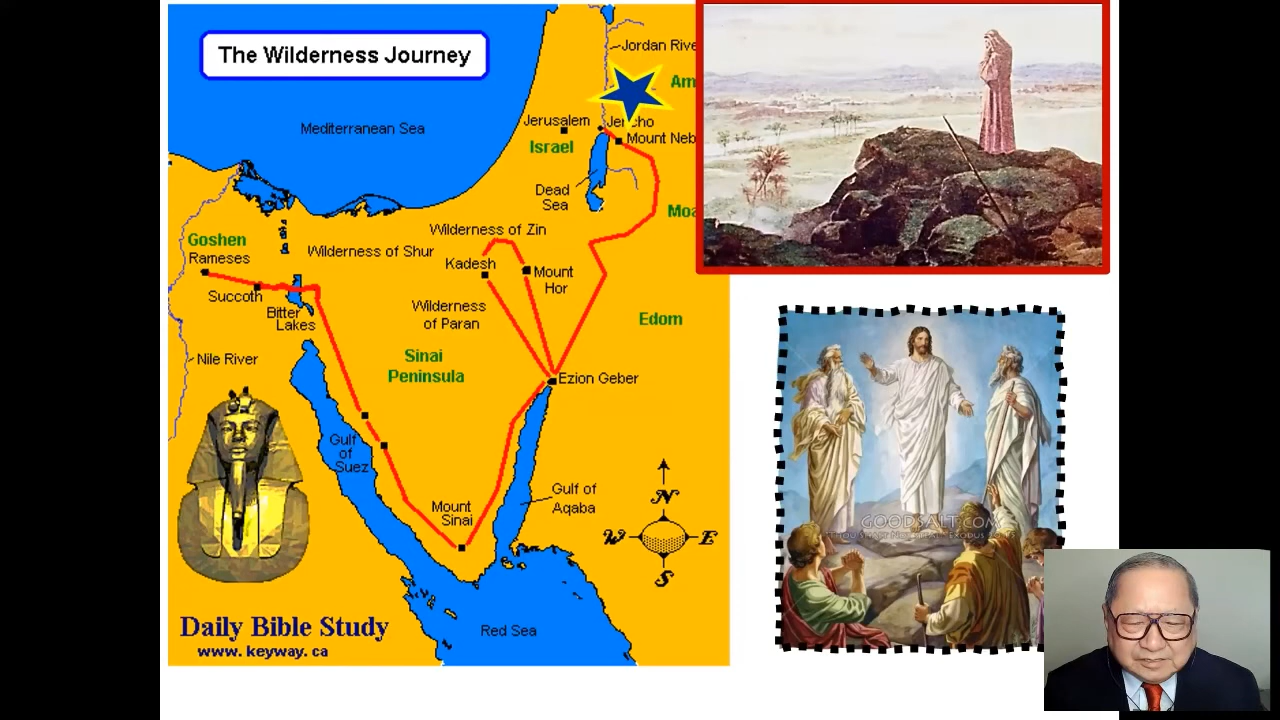 The Wilderness Journey
Jordan Rive
Am
Mediterranean Sea
Jerusalem
Jericho
Mount Neb
Israel
Dead
Sea
Moa
Wilderness of Zin
Goshen
Rameses
Wilderness of Shur
Kadesh
Mount
Hor
Succoth
Bitter
Lakes
Wilderness
of Paran
Edom
Nile River
Sinai
Peninsula
Ezion Geber
Gulf
of
Suez
Mount
Sinai
Gulf of
Aqaba
N
W
E
S
Daily Bible Study
www.keyway.ca
Red Sea
GOODSALT.COM